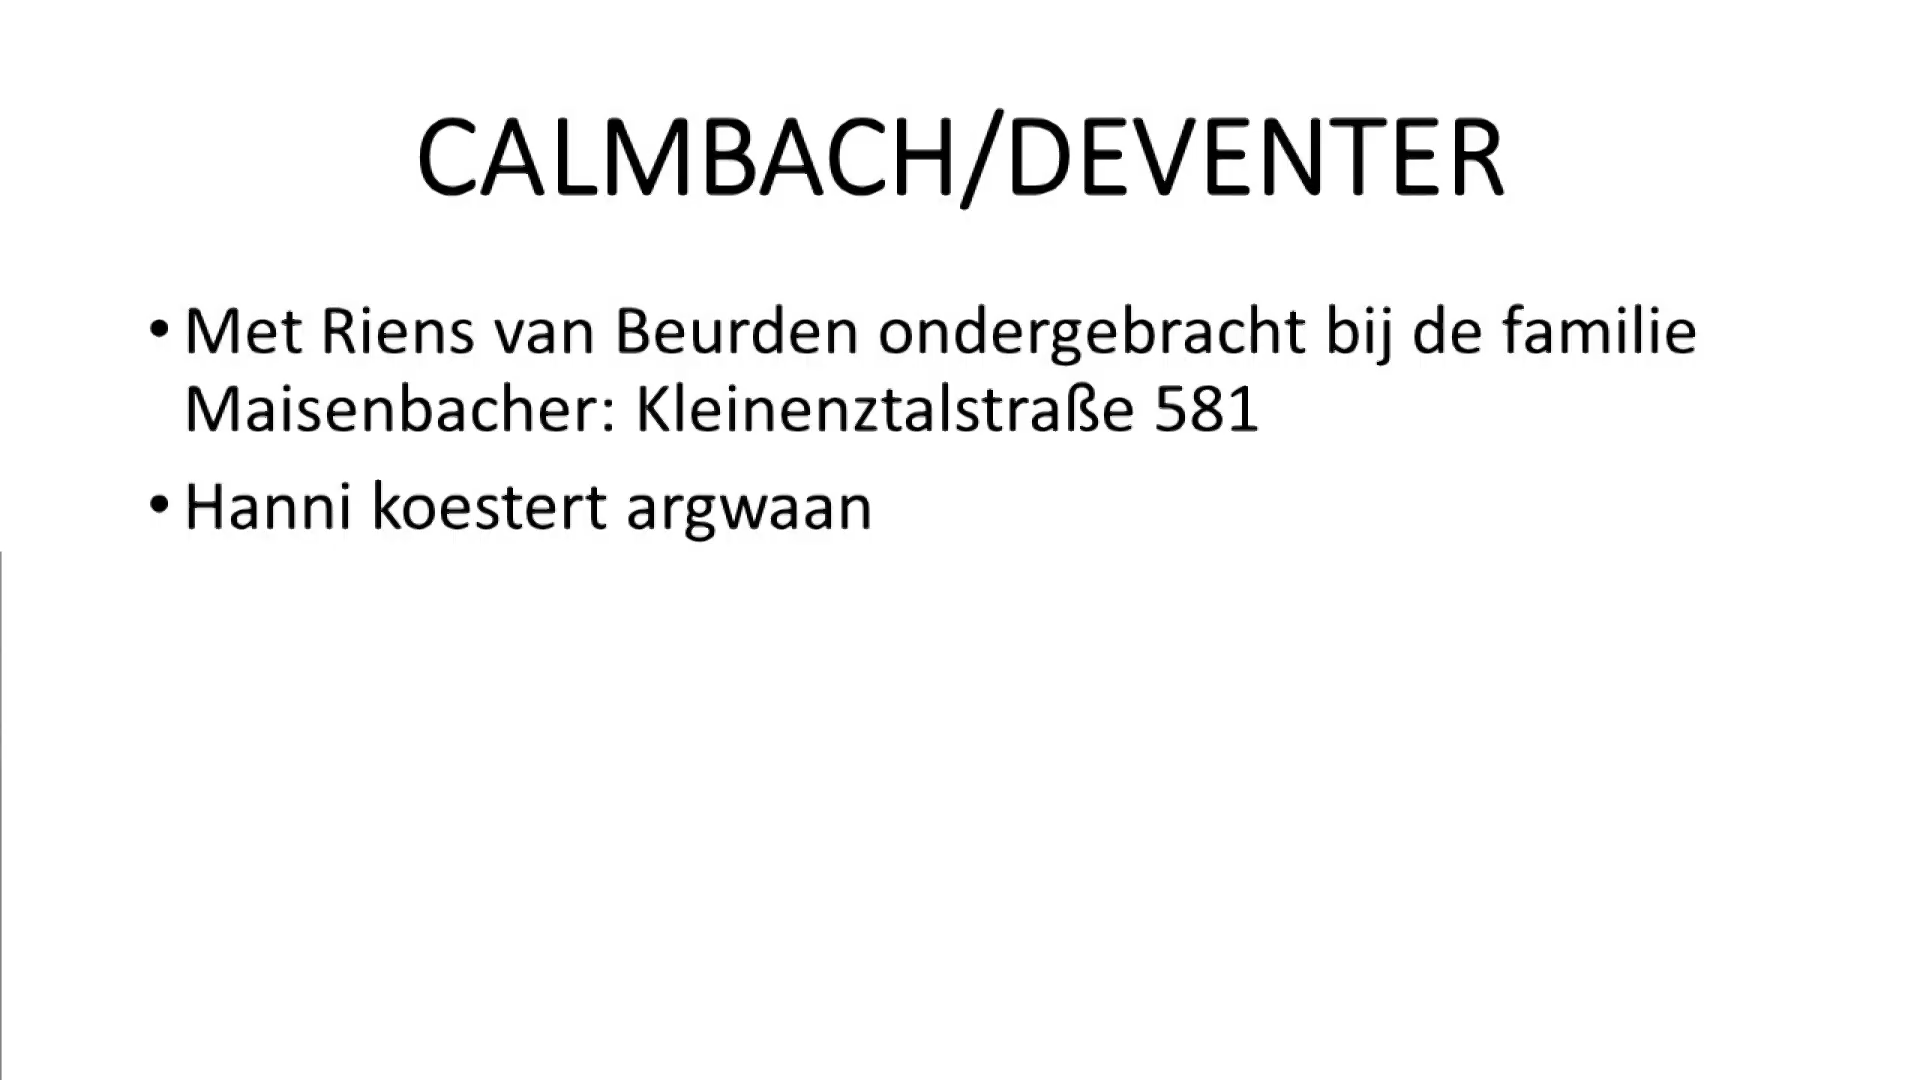 CALMBACH/DEVENTER
• Met Riens van Beurden ondergebracht bij de familie
Maisenbacher: Kleinenztalstraße 581
• Hanni koestert argwaan